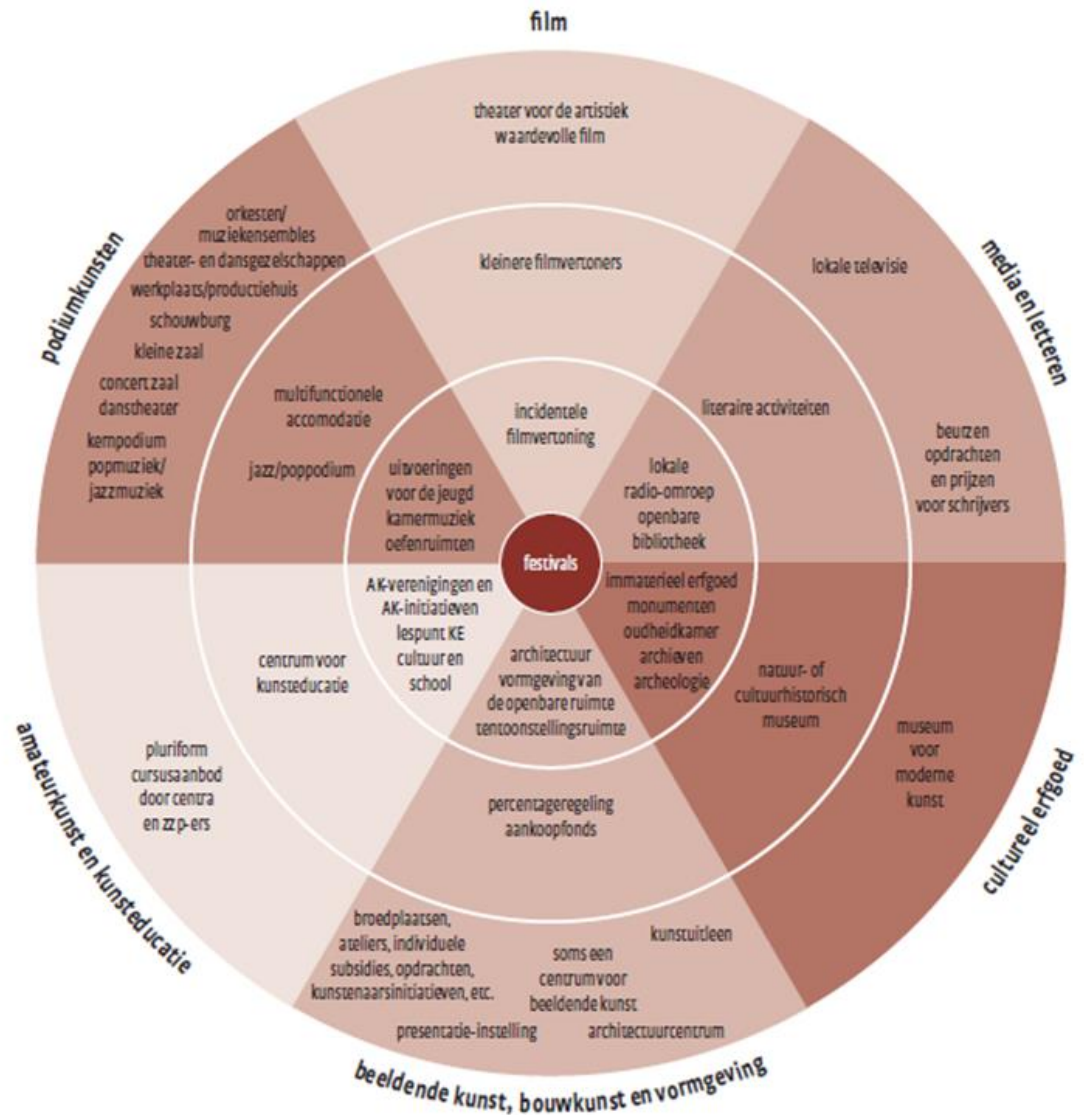 film
theater voor de artistiek
waardevolle film
kleinere filmvertoners
incidentele
filmvertoning
media en letteren
lokale televisie
beurzen
opdrachten
en prijzen
voor schrijvers
literaire activiteiten
lokale
radio-omroep
openbare
bibliotheek
cultureel erfgoed
museum
voor
moderne
kunst
natuur- of
cultuurhistorisch
museum
immaterieel erfgoed
monumenten
oudheidkamer
archieven
archeologie
beeldende kunst, bouwkunst en vormgeving
architectuur
vormgeving van
de openbare ruimte
tentoonstellingsruimte
percentageregeling
aankoopfonds
broedplaatsen,
ateliers, individuele
subsidies, opdrachten,
kunstenaarsinitiatieven, etc.
presentatie-instelling
soms een
centrum voor
beeldende kunst
kunstuitleen
architectuurcentrum
amateurkunst en kunsteducatie
pluriform
cursusaanbod
door centra
en zzp-ers
centrum voor
kunsteducatie
AK-verenigingen en
AK-initiatieven
lespunt KE
cultuur en
school
podiumkunsten
orkesten/
muziekensembles
theater- en dansgezelschappen
werkplaats/productiehuis
schouwburg
kleine zaal
concert zaal
danstheater
kernpodium
popmuziek/
jazzmuziek
multifunctionele
accomodatie
jazz/poppodium
uitvoeringen
voor de jeugd
kamermuziek
oefenruimten
festivals